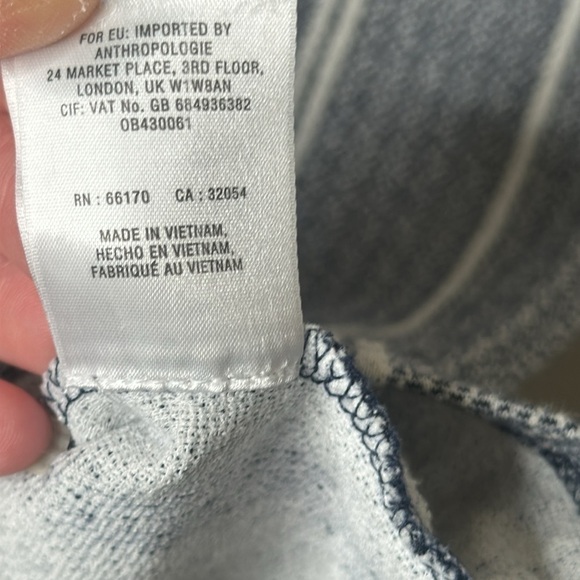 FOR EU: IMPORTED BY
ANTHROPOLOGIE
24 MARKET PLACE, 3RD FLOOR,
LONDON, UK W1W8AN
CIF: VAT No. GB 684936382
OB430061
RN : 66170 CA : 32054
MADE IN VIETNAM,
HECHO EN VIETNAM,
FABRIQUÉ AU VIETNAM